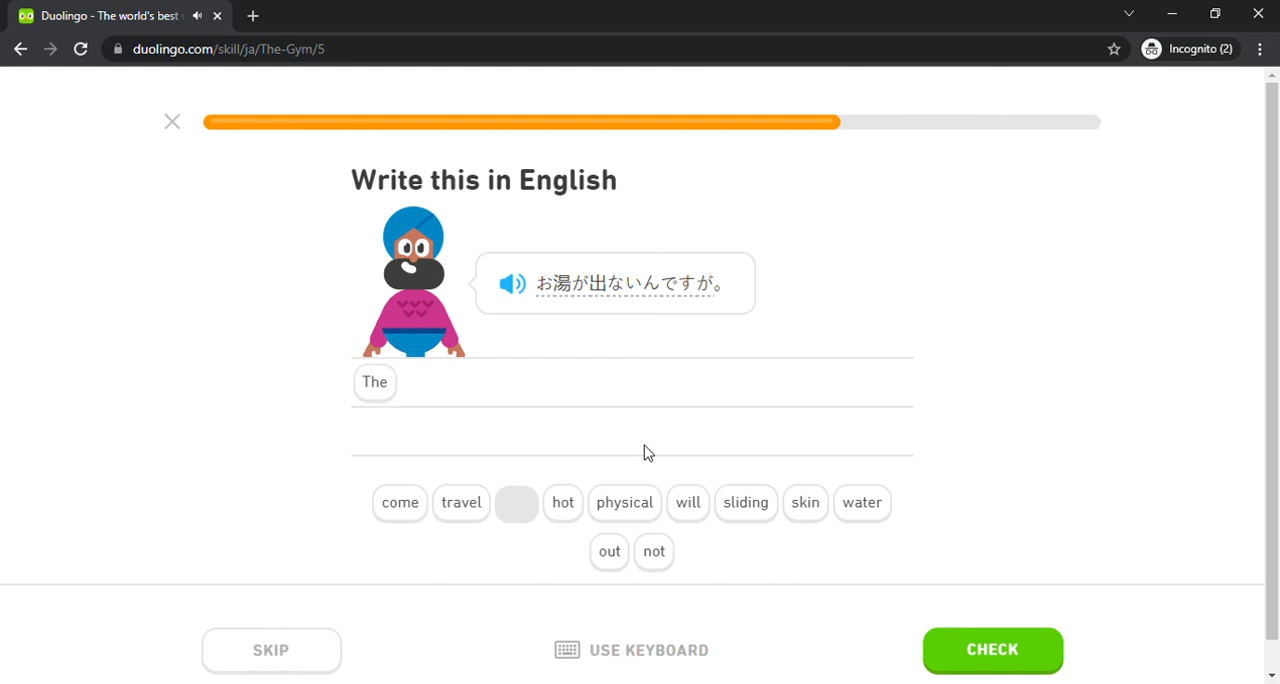 Duolingo - The world's best
duolingo.com/skill/ja/The-Gym/5
Incognito (2)
Write this in English
お湯が出ないんですが。
The
come travel hot physical will sliding skin water
out not
SKIP
USE KEYBOARD
CHECK